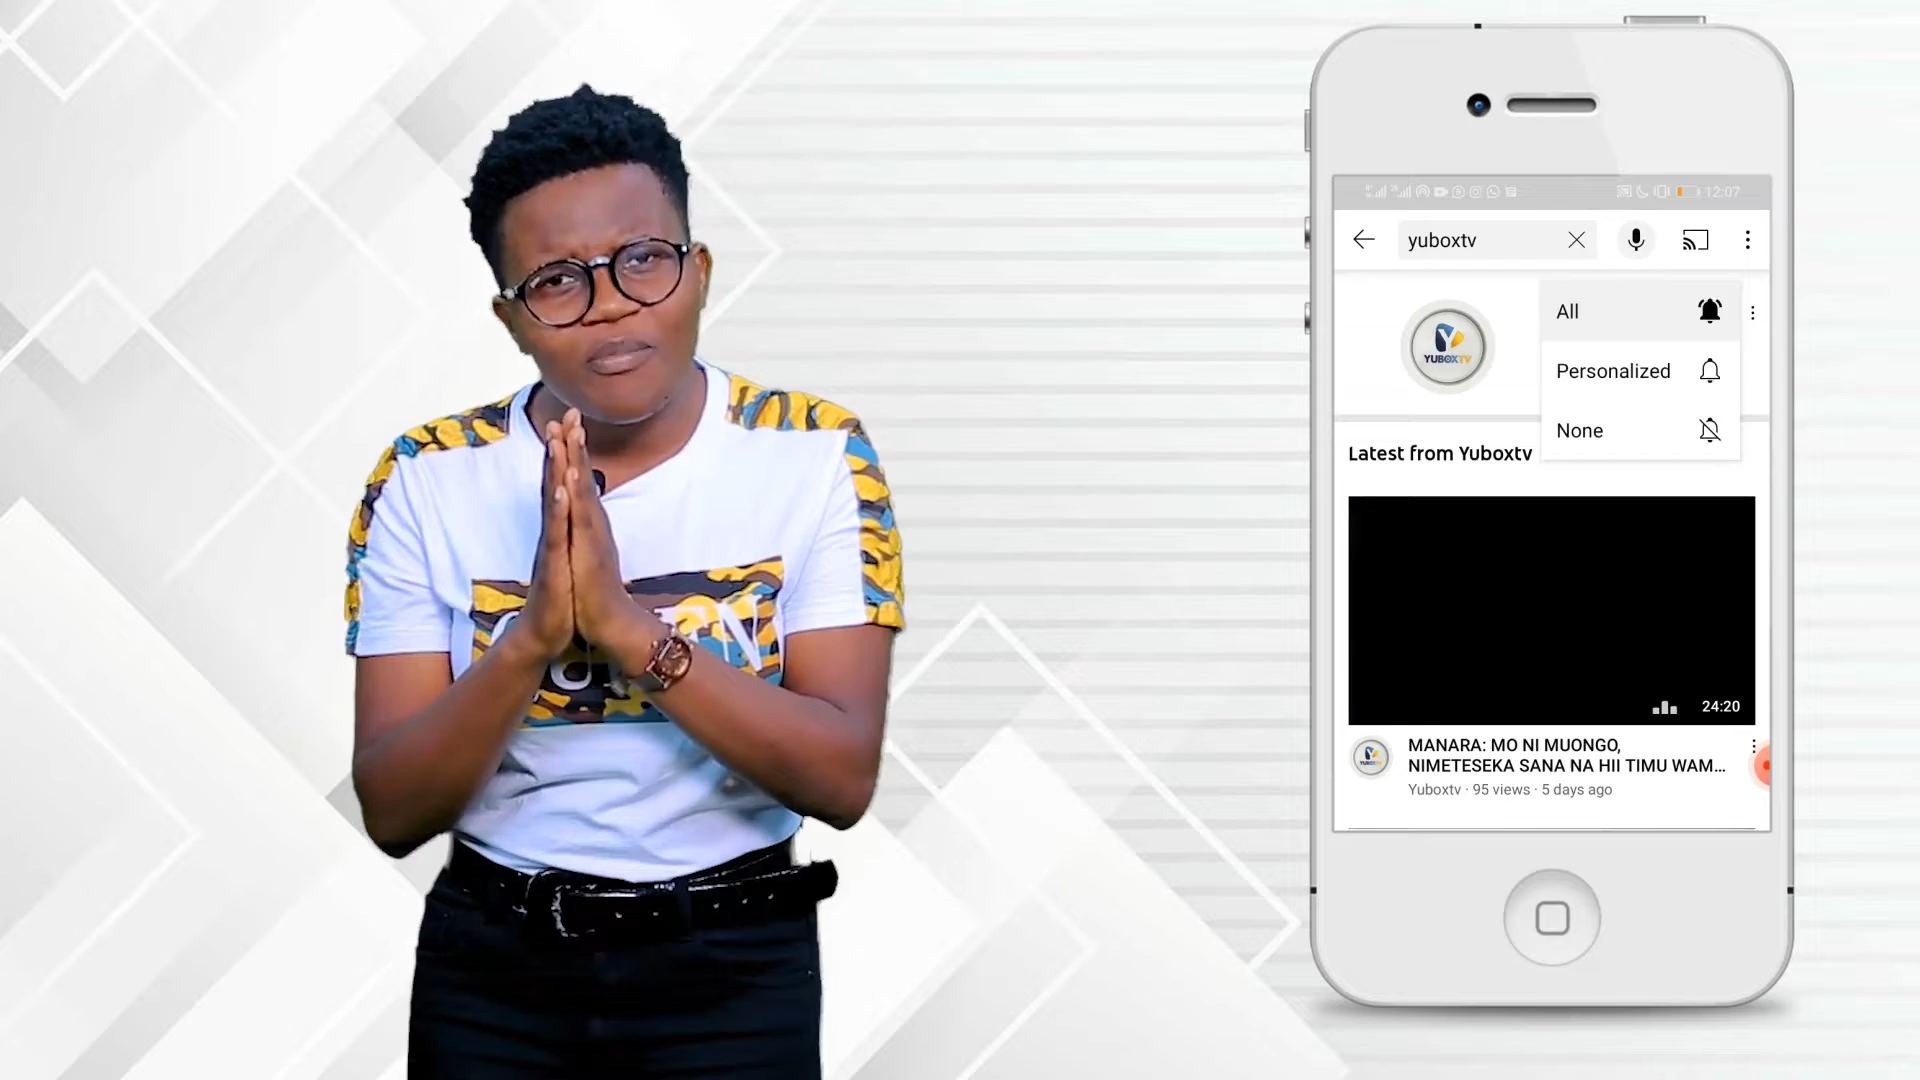 12:07
yuboxtv
All
YUBOXTV
Personalized
None
Latest from Yuboxtv
24:20
MANARA: MO NI MUONGO,
NIMETESEKA SANA NA HII TIMU WAM...
Yuboxtv · 95 views · 5 days ago